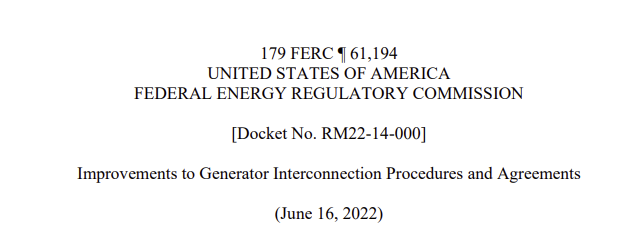 179 FERC ¶ 61,194
UNITED STATES OF AMERICA
FEDERAL ENERGY REGULATORY COMMISSION
[Docket No. RM22-14-000]
Improvements to Generator Interconnection Procedures and Agreements
(June 16, 2022)